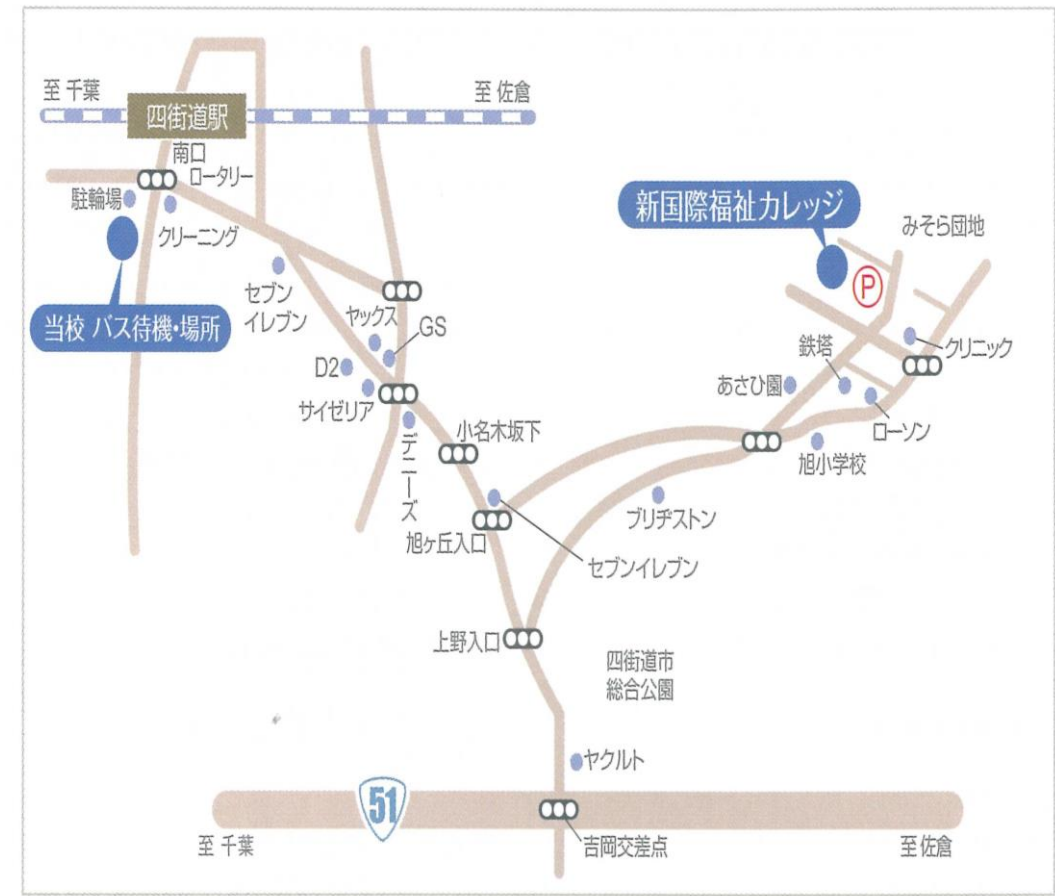 至 千葉
四街道駅
至 佐倉
南口
ロータリー
駐輪場
クリーニング
当校 バス待機・場所
セブン
イレブン
ヤックス
GS
D2
サイゼリア
デニーズ
小名木坂下
旭ヶ丘入口
セブンイレブン
新国際福祉カレッジ
みそら団地
P
クリニック
鉄塔
あさひ園
ローソン
旭小学校
ブリヂストン
上野入口
四街道市
総合公園
ヤクルト
51
至 千葉
吉岡交差点
至 佐倉